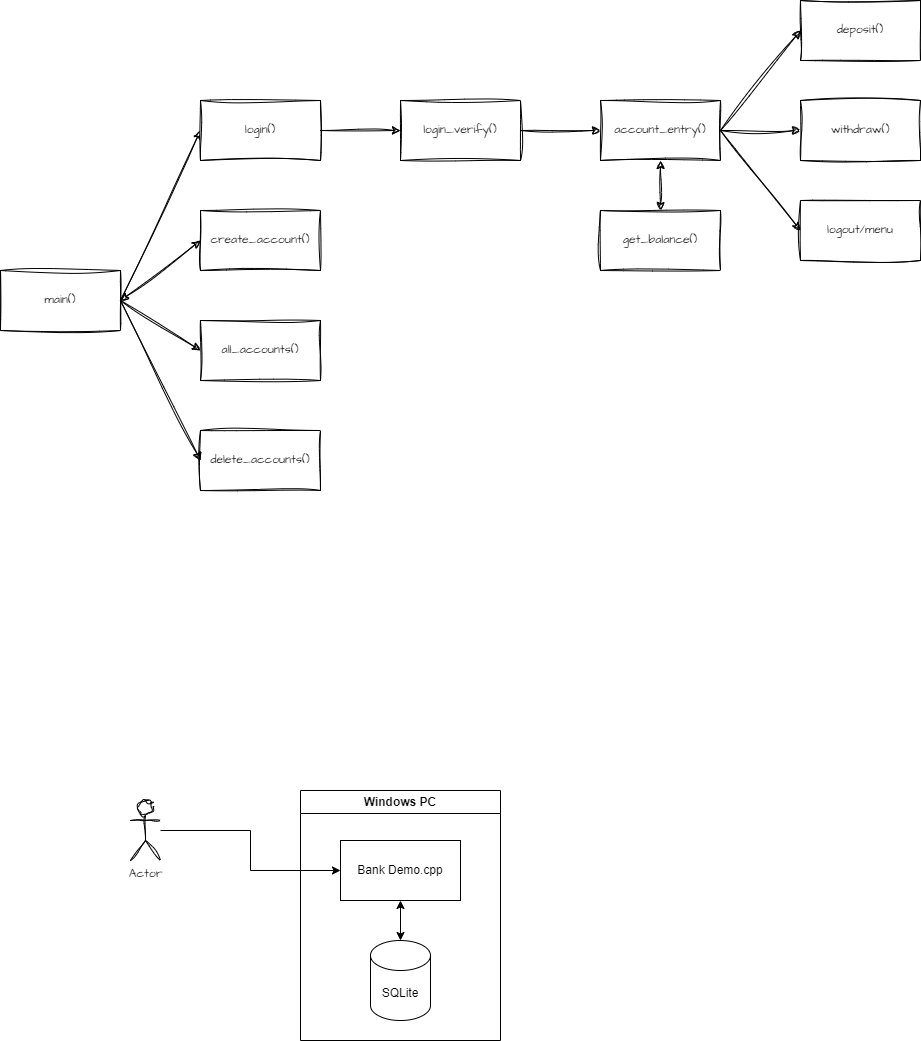 deposit()
login()
login_verify()
account_entry()
withdraw()
create_account()
get_balance()
logout/menu
main()
all_accounts()
delete_accounts()
Windows PC
Actor
Bank Demo.cpp
SQLite